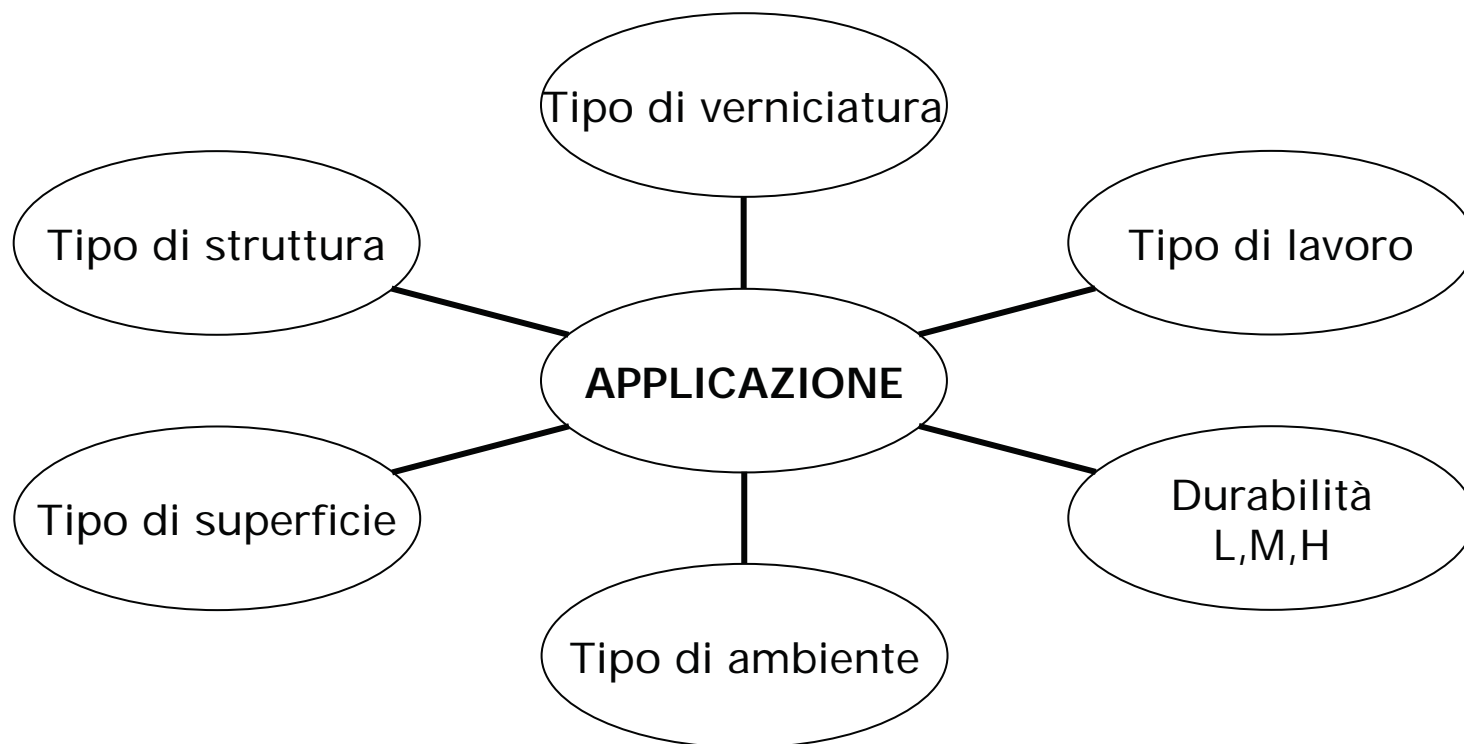 Tipo di verniciatura
Tipo di struttura
Tipo di lavoro
APPLICAZIONE
Tipo di superficie
Durabilità
L,M,H
Tipo di ambiente